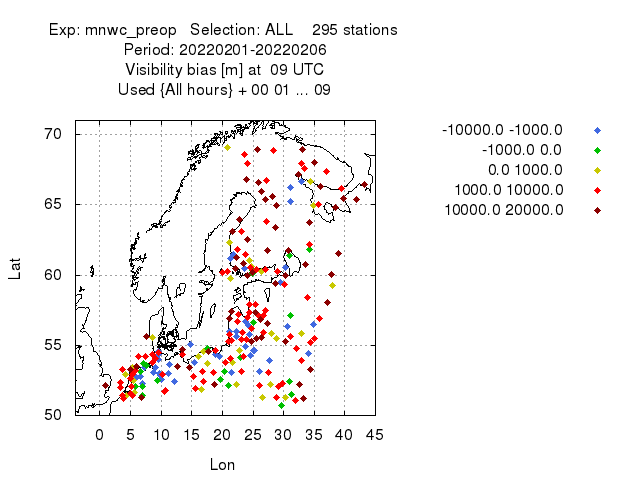 Exp: mnwc_preop   Selection: ALL    295 stations
Period: 20220201-20220206
Visibility bias [m] at  09 UTC
Used {All hours} + 00 01 ... 09
-10000.0 -1000.0
-1000.0 0.0
0.0 1000.0
1000.0 10000.0
10000.0 20000.0
70
65
60
55
50
Lat
0 5 10 15 20 25 30 35 40 45
Lon